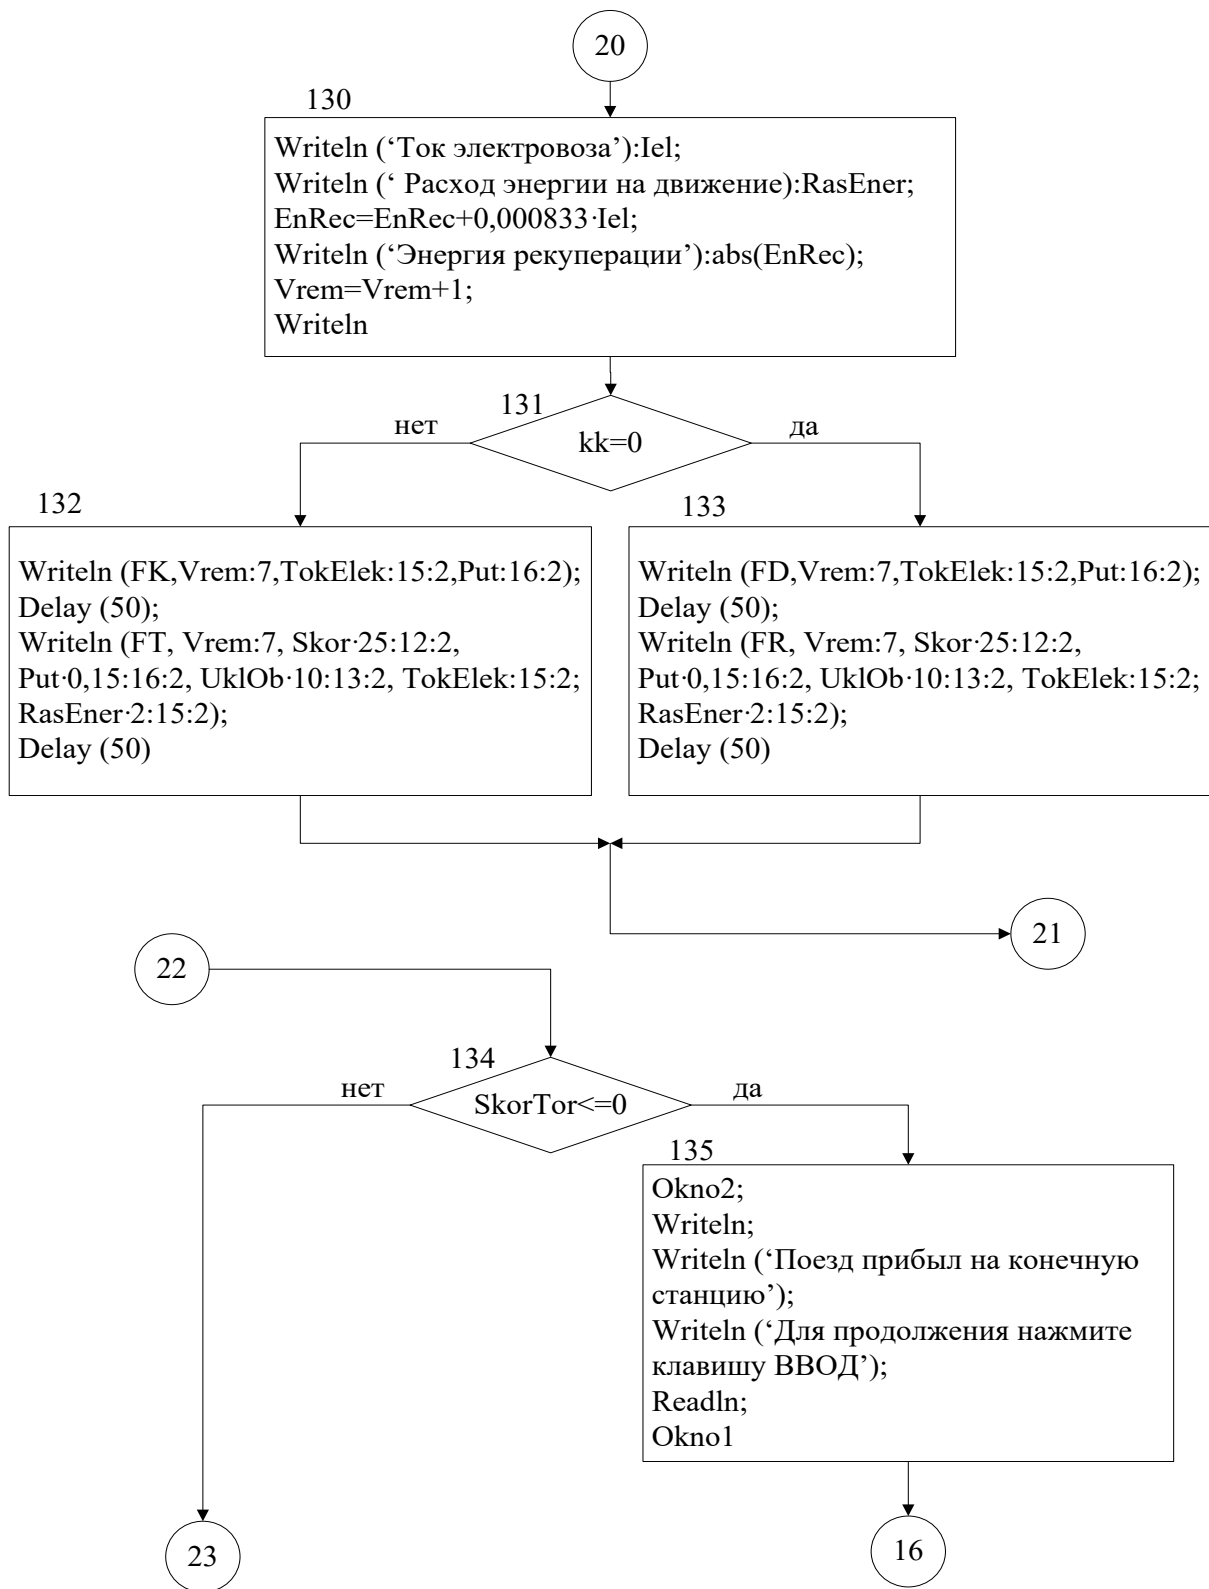 20
130
Writeln (‘Ток электровоза’):Iel;
Writeln (‘ Расход энергии на движение):RasEner;
EnRec=EnRec+0,000833·Iel;
Writeln (‘Энергия рекуперации’):abs(EnRec);
Vrem=Vrem+1;
Writeln
131
нет
kk=0
да
132
Writeln (FK,Vrem:7,TokElek:15:2,Put:16:2);
Delay (50);
Writeln (FT, Vrem:7, Skor·25:12:2,
Put·0,15:16:2, UklOb·10:13:2, TokElek:15:2;
RasEner·2:15:2);
Delay (50)
133
Writeln (FD,Vrem:7,TokElek:15:2,Put:16:2);
Delay (50);
Writeln (FR, Vrem:7, Skor·25:12:2,
Put·0,15:16:2, UklOb·10:13:2, TokElek:15:2;
RasEner·2:15:2);
Delay (50)
21
22
134
нет
SkorTor<=0
да
135
Okno2;
Writeln;
Writeln (‘Поезд прибыл на конечную
станцию’);
Writeln (‘Для продолжения нажмите
клавишу ВВОД’);
Readln;
Okno1
23
16